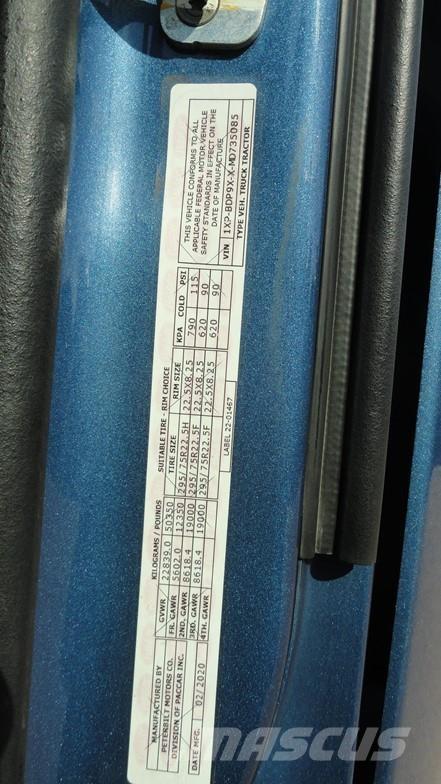 MANUFACTURED BY
PETERBILT MOTORS CO.
DIVISION OF PACCAR INC.
DATE MFG. 02/2020
KILOGRAMS / POUNDS
SUITABLE TIRE - RIM CHOICE
TIRE SIZE RIM SIZE KPA COLD PSI
GVWR 22839.0 50350
FR. GAWR 5602.0 12350 295/75R22.5H 22.5X8.25 790 115
2ND. GAWR 8618.4 19000 295/75R22.5F 22.5X8.25 620 90
3RD. GAWR 8618.4 19000 295/75R22.5F 22.5X8.25 620 90
4TH. GAWR
LABEL 22-01467
THIS VEHICLE CONFORMS TO ALL
APPLICABLE FEDERAL MOTOR VEHICLE
SAFETY STANDARDS IN EFFECT ON THE
DATE OF MANUFACTURE
VIN 1XP-BDP9X-X-MD735085
TYPE VEH. TRUCK TRACTOR
MASCUS